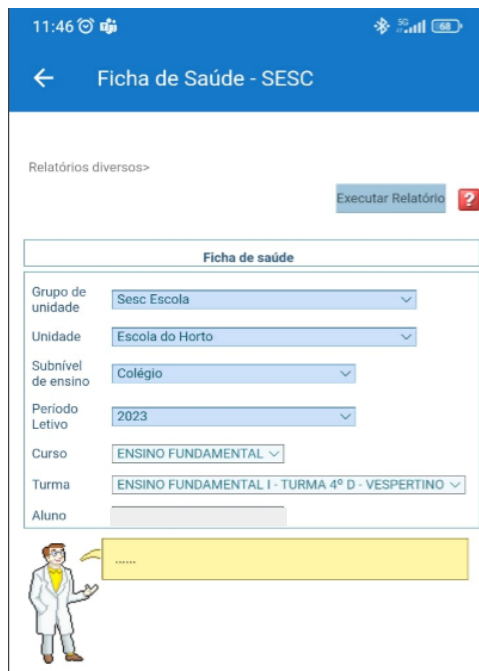 11:46
5G
68
Ficha de Saúde - SESC
Relatórios diversos>
Executar Relatório ?
Ficha de saúde
Grupo de
unidade
Sesc Escola
Unidade Escola do Horto
Subnível
de ensino
Colégio
Período
Letivo
2023
Curso ENSINO FUNDAMENTAL
Turma ENSINO FUNDAMENTAL I - TURMA 4º D - VESPERTINO
Aluno
......